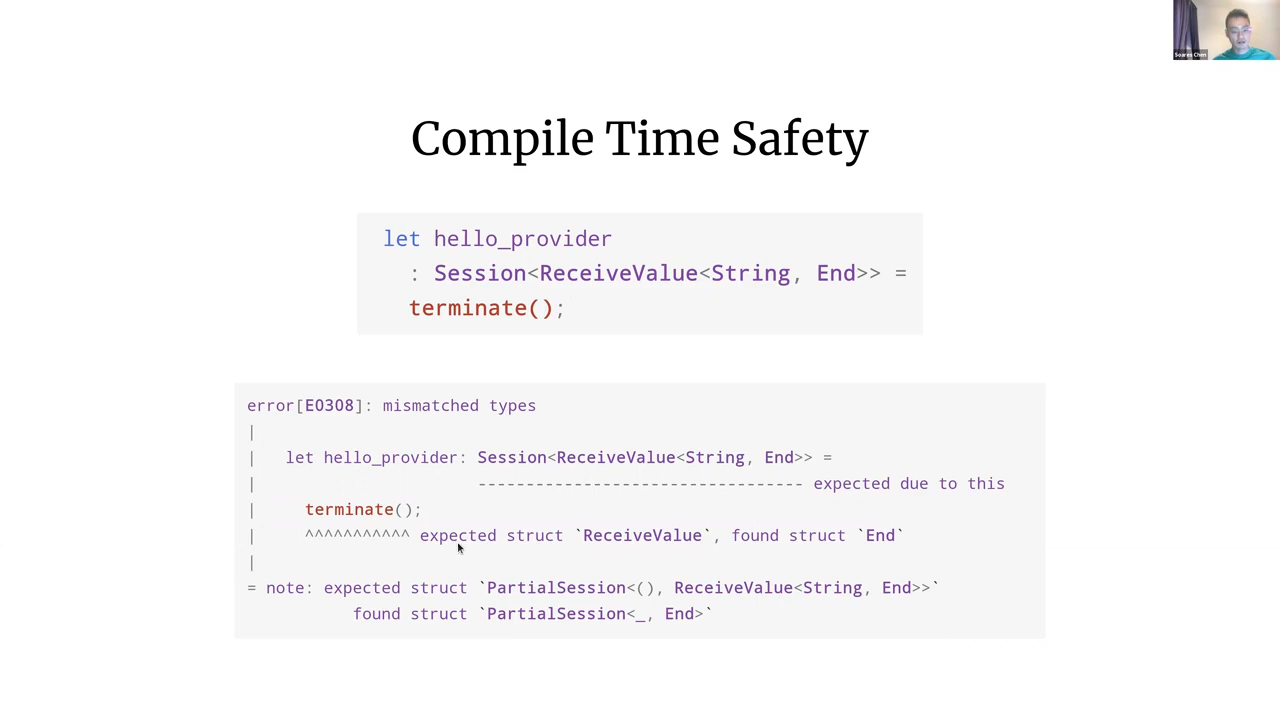 Soares Chen
Compile Time Safety
let hello_provider
: Session<ReceiveValue<String, End>> =
terminate();
error[E0308]: mismatched types
|
| let hello_provider: Session<ReceiveValue<String, End>> =
| ---------------------------------- expected due to this
| terminate();
| ^^^^^^^^^^^ expected struct `ReceiveValue`, found struct `End`
|
= note: expected struct `PartialSession<(), ReceiveValue<String, End>>`
found struct `PartialSession<_, End>`